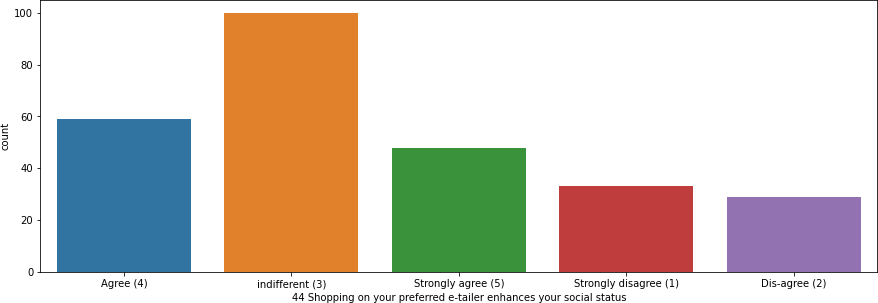 100
80
60
40
20
0
count
Agree (4) indifferent (3) Strongly agree (5) Strongly disagree (1) Dis-agree (2)
44 Shopping on your preferred e-tailer enhances your social status